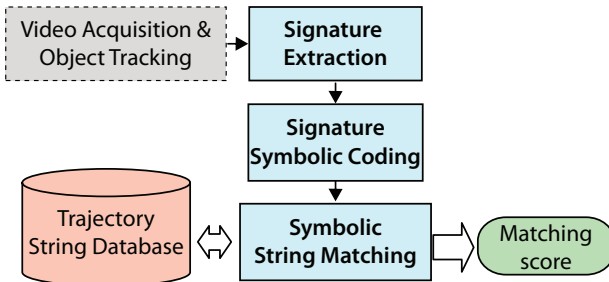 Video Acquisition &
Object Tracking
Signature
Extraction
Signature
Symbolic Coding
Trajectory
String Database
Symbolic
String Matching
Matching
score